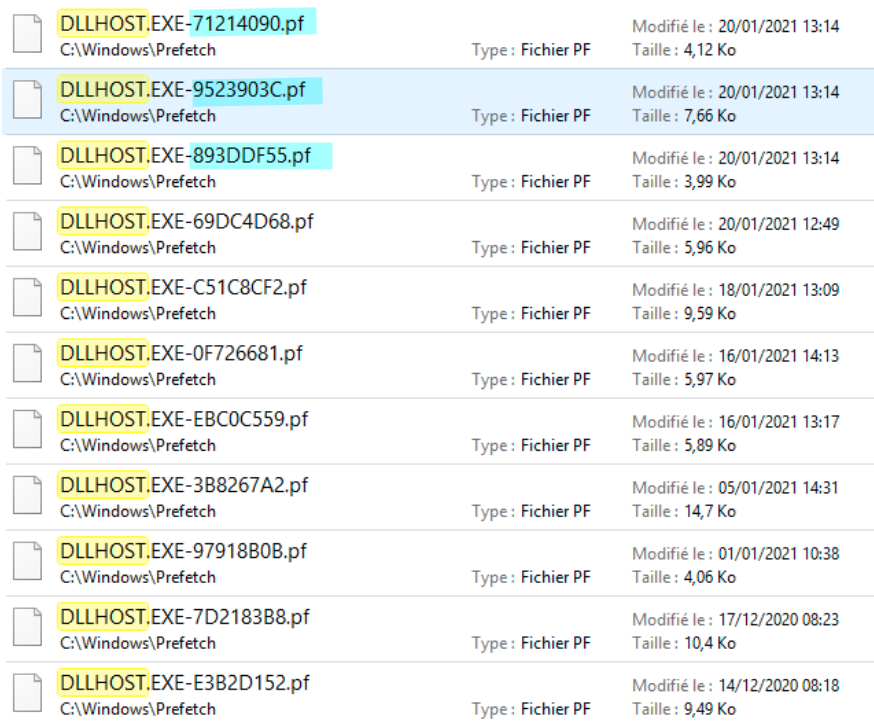 DLLHOST.EXE-71214090.pf
Modifié le : 20/01/2021 13:14
C:\Windows\Prefetch Type : Fichier PF Taille : 4,12 Ko
DLLHOST.EXE-9523903C.pf
Modifié le : 20/01/2021 13:14
C:\Windows\Prefetch Type : Fichier PF Taille : 7,66 Ko
DLLHOST.EXE-893DDF55.pf
Modifié le : 20/01/2021 13:14
C:\Windows\Prefetch Type : Fichier PF Taille : 3,99 Ko
DLLHOST.EXE-69DC4D68.pf
Modifié le : 20/01/2021 12:49
C:\Windows\Prefetch Type : Fichier PF Taille : 5,96 Ko
DLLHOST.EXE-C51C8CF2.pf
Modifié le : 18/01/2021 13:09
C:\Windows\Prefetch Type : Fichier PF Taille : 9,59 Ko
DLLHOST.EXE-0F726681.pf
Modifié le : 16/01/2021 14:13
C:\Windows\Prefetch Type : Fichier PF Taille : 5,97 Ko
DLLHOST.EXE-EBC0C559.pf
Modifié le : 16/01/2021 13:17
C:\Windows\Prefetch Type : Fichier PF Taille : 5,89 Ko
DLLHOST.EXE-3B8267A2.pf
Modifié le : 05/01/2021 14:31
C:\Windows\Prefetch Type : Fichier PF Taille : 14,7 Ko
DLLHOST.EXE-97918B0B.pf
Modifié le : 01/01/2021 10:38
C:\Windows\Prefetch Type : Fichier PF Taille : 4,06 Ko
DLLHOST.EXE-7D2183B8.pf
Modifié le : 17/12/2020 08:23
C:\Windows\Prefetch Type : Fichier PF Taille : 10,4 Ko
DLLHOST.EXE-E3B2D152.pf
Modifié le : 14/12/2020 08:18
C:\Windows\Prefetch Type : Fichier PF Taille : 9,49 Ko